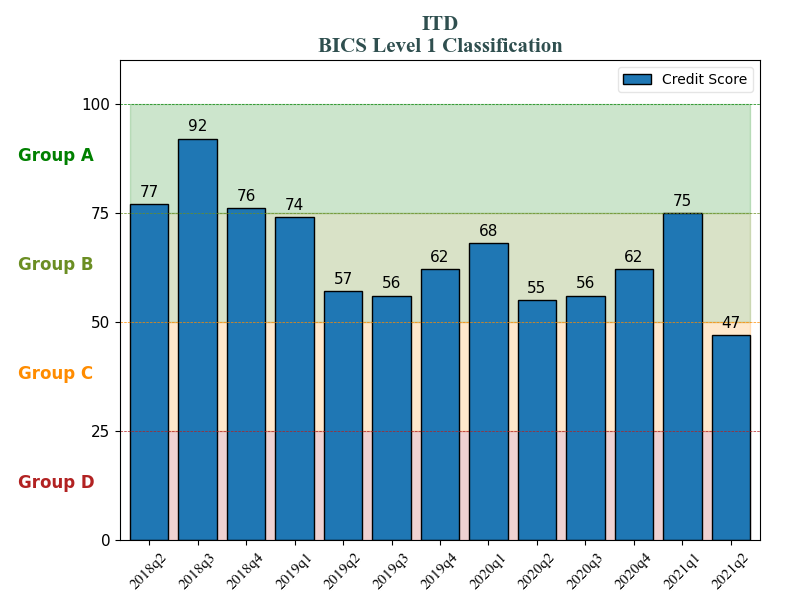 ITD
BICS Level 1 Classification
Credit Score
100
Group A
92
77
76
74
75
75
68
Group B
62
62
57
56
55
56
50
47
Group C
25
Group D
0
2018q2 2018q3 2018q4 2019q1 2019q2 2019q3 2019q4 2020q1 2020q2 2020q3 2020q4 2021q1 2021q2